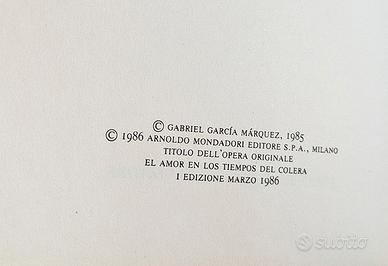 © GABRIEL GARCÍA MÁRQUEZ, 1985
© 1986 ARNOLDO MONDADORI EDITORE S.P.A., MILANO
TITOLO DELL'OPERA ORIGINALE
EL AMOR EN LOS TIEMPOS DEL COLERA
I EDIZIONE MARZO 1986
subito